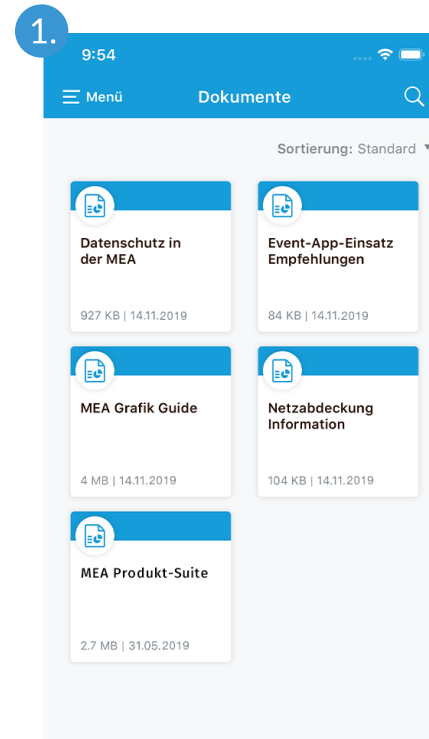 1.
9:54
Menü
Dokumente
Sortierung: Standard
Datenschutz in
der MEA
927 KB | 14.11.2019
Event-App-Einsatz
Empfehlungen
84 KB | 14.11.2019
MEA Grafik Guide
4 MB | 14.11.2019
Netzabdeckung
Information
104 KB | 14.11.2019
MEA Produkt-Suite
2.7 MB | 31.05.2019